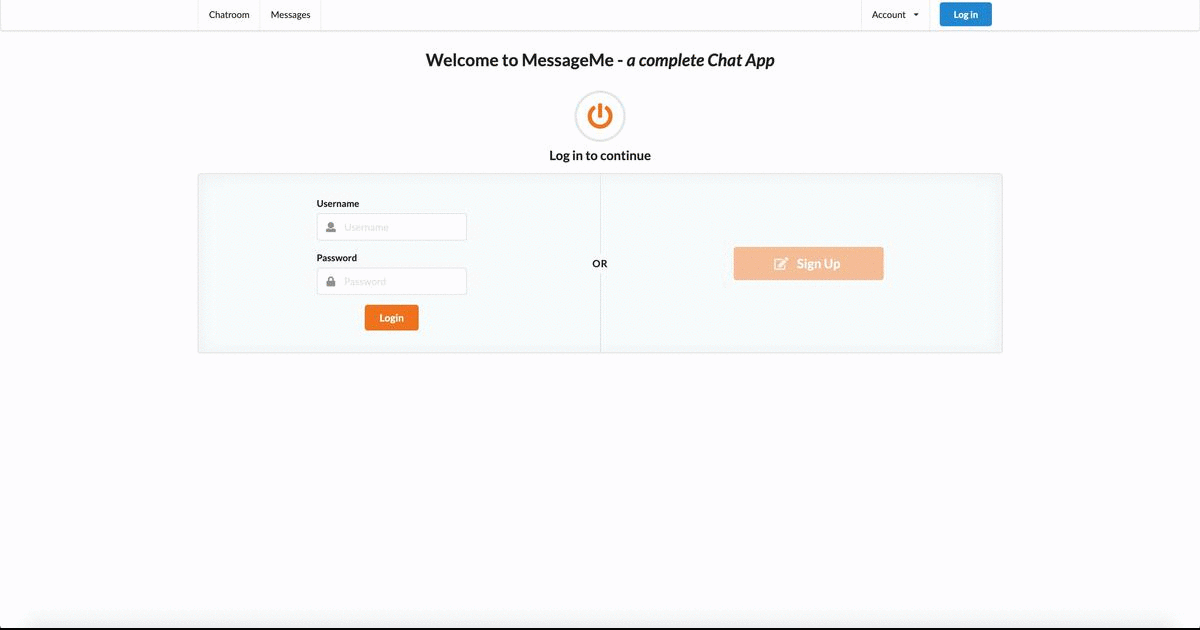 Chatroom
Messages
Account
Log in
Welcome to MessageMe - a complete Chat App
Log in to continue
Username
Username
Password
Password
Login
OR
Sign Up